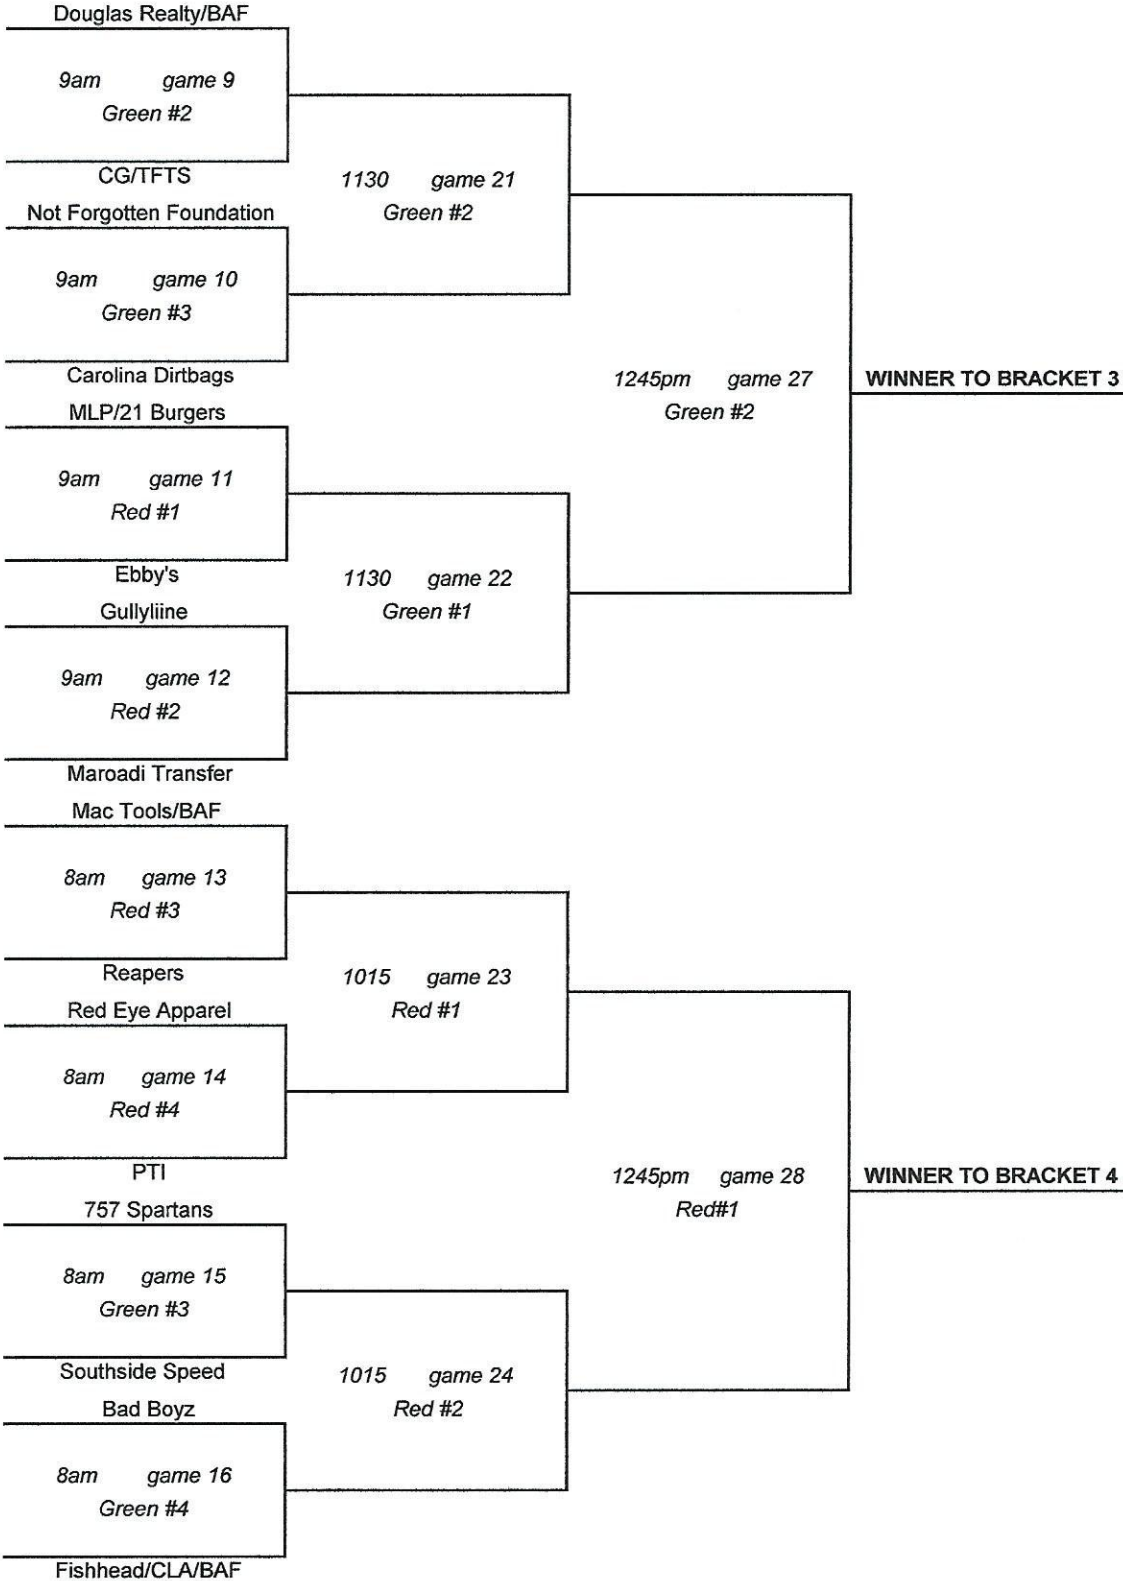 Douglas Realty/BAF
9am game 9
Green #2
CG/TFTS
1130 game 21
Green #2
Not Forgotten Foundation
9am game 10
Green #3
Carolina Dirtbags
1245pm game 27
Green #2
WINNER TO BRACKET 3
MLP/21 Burgers
9am game 11
Red #1
Ebby's
1130 game 22
Green #1
Gullyliine
9am game 12
Red #2
Maroadi Transfer
Mac Tools/BAF
8am game 13
Red #3
Reapers
1015 game 23
Red #1
Red Eye Apparel
8am game 14
Red #4
PTI
1245pm game 28
Red#1
WINNER TO BRACKET 4
757 Spartans
8am game 15
Green #3
Southside Speed
1015 game 24
Red #2
Bad Boyz
8am game 16
Green #4
Fishhead/CLA/BAF